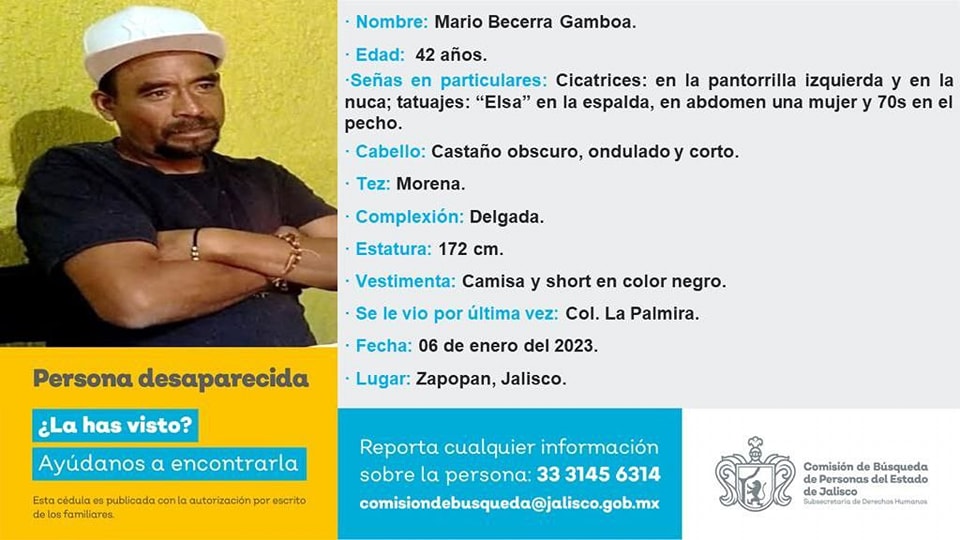 · Nombre: Mario Becerra Gamboa.
· Edad: 42 años.
·Señas en particulares: Cicatrices: en la pantorrilla izquierda y en la
nuca; tatuajes: “Elsa” en la espalda, en abdomen una mujer y 70s en el
pecho.
· Cabello: Castaño obscuro, ondulado y corto.
· Tez: Morena.
· Complexión: Delgada.
· Estatura: 172 cm.
· Vestimenta: Camisa y short en color negro.
· Se le vio por última vez: Col. La Palmira.
· Fecha: 06 de enero del 2023.
· Lugar: Zapopan, Jalisco.
Persona desaparecida
¿La has visto?
Ayúdanos a encontrarla
Esta cédula es publicada con la autorización por escrito
de los familiares.
Reporta cualquier información
sobre la persona: 33 3145 6314
comisiondebusqueda@jalisco.gob.mx
Comisión de Búsqueda
de Personas del Estado
de Jalisco
Subsecretaría de Derechos Humanos